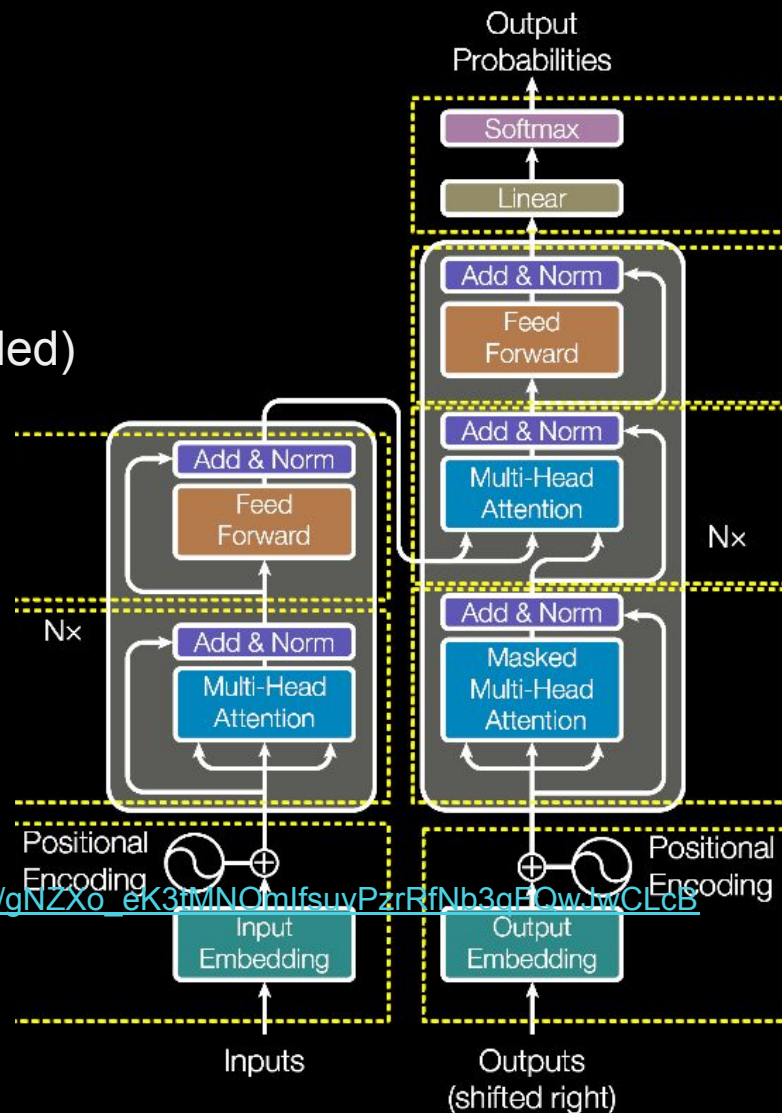 Output
Probabilities
Softmax
Linear
Add & Norm
Feed
Forward
Add & Norm
Multi-Head
Attention
Nx
Add & Norm
Masked
Multi-Head
Attention
Positional
Encoding
Output
Embedding
Outputs
(shifted right)
led)
Add & Norm
Feed
Forward
Nx
Add & Norm
Multi-Head
Attention
Positional
Encoding
Input
Embedding
Inputs